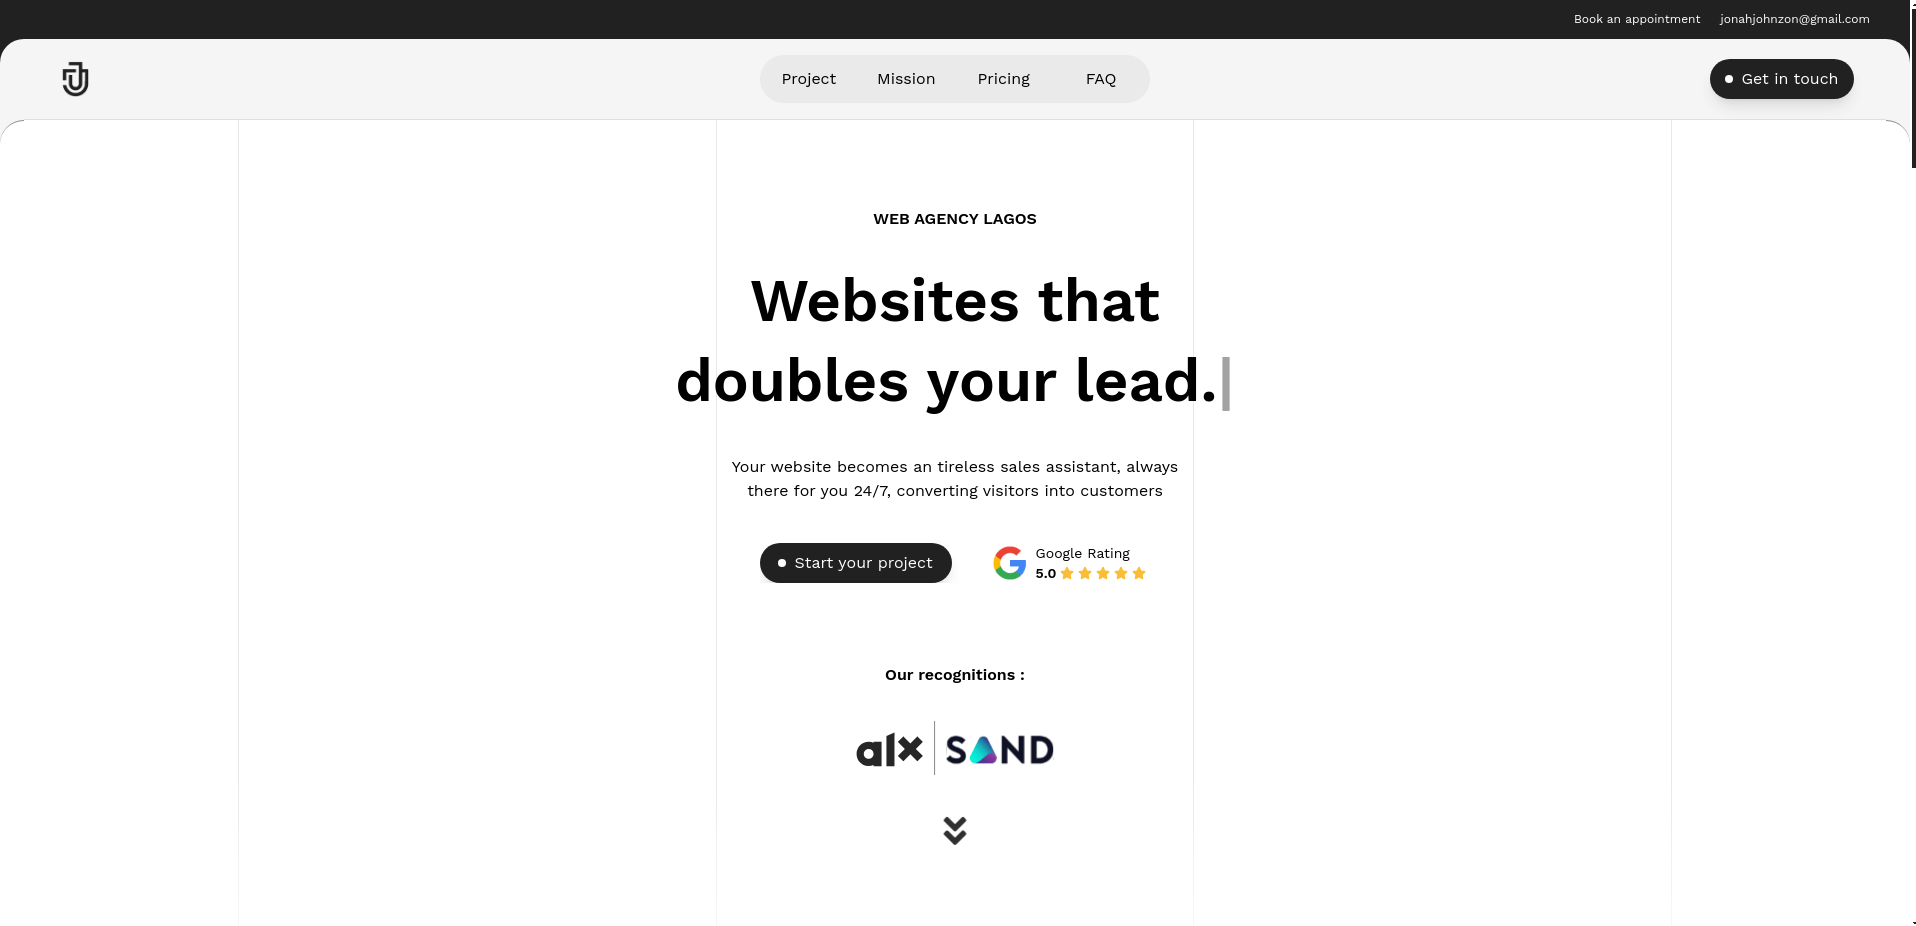 Book an appointment jonahjohnzon@gmail.com
Project Mission Pricing FAQ
Get in touch
WEB AGENCY LAGOS
Websites that
doubles your lead.
Your website becomes an tireless sales assistant, always
there for you 24/7, converting visitors into customers
Start your project
Google Rating
5.0
Our recognitions :
alx SAND